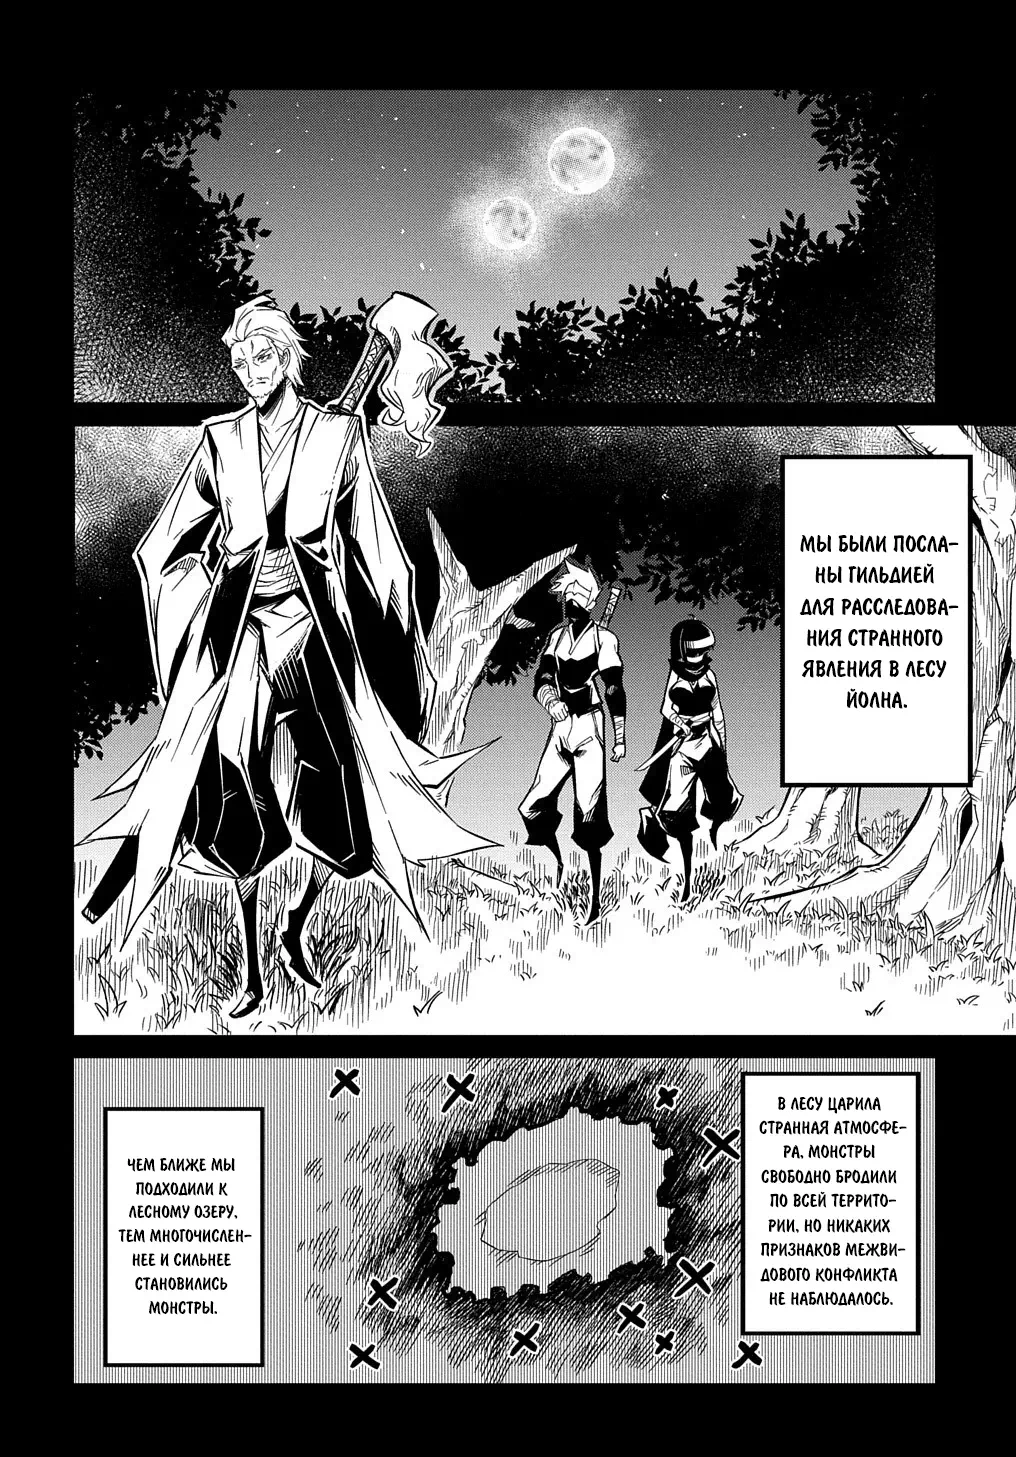 МЫ БЫЛИ ПОСЛА-
НЫ ГИЛЬДИЕЙ
ДЛЯ РАССЛЕДОВА-
НИЯ СТРАННОГО
ЯВЛЕНИЯ В ЛЕСУ
ЙОЛНА.
В ЛЕСУ ЦАРИЛА
СТРАННАЯ АТМОСФЕ-
РА, МОНСТРЫ
СВОБОДНО БРОДИЛИ
ПО ВСЕЙ ТЕРРИТО-
РИИ, НО НИКАКИХ
ПРИЗНАКОВ МЕЖВИ-
ДОВОГО КОНФЛИКТА
НЕ НАБЛЮДАЛОСЬ.
ЧЕМ БЛИЖЕ МЫ
ПОДХОДИЛИ К
ЛЕСНОМУ ОЗЕРУ,
ТЕМ МНОГОЧИСЛЕН-
НЕЕ И СИЛЬНЕЕ
СТАНОВИЛИСЬ
МОНСТРЫ.